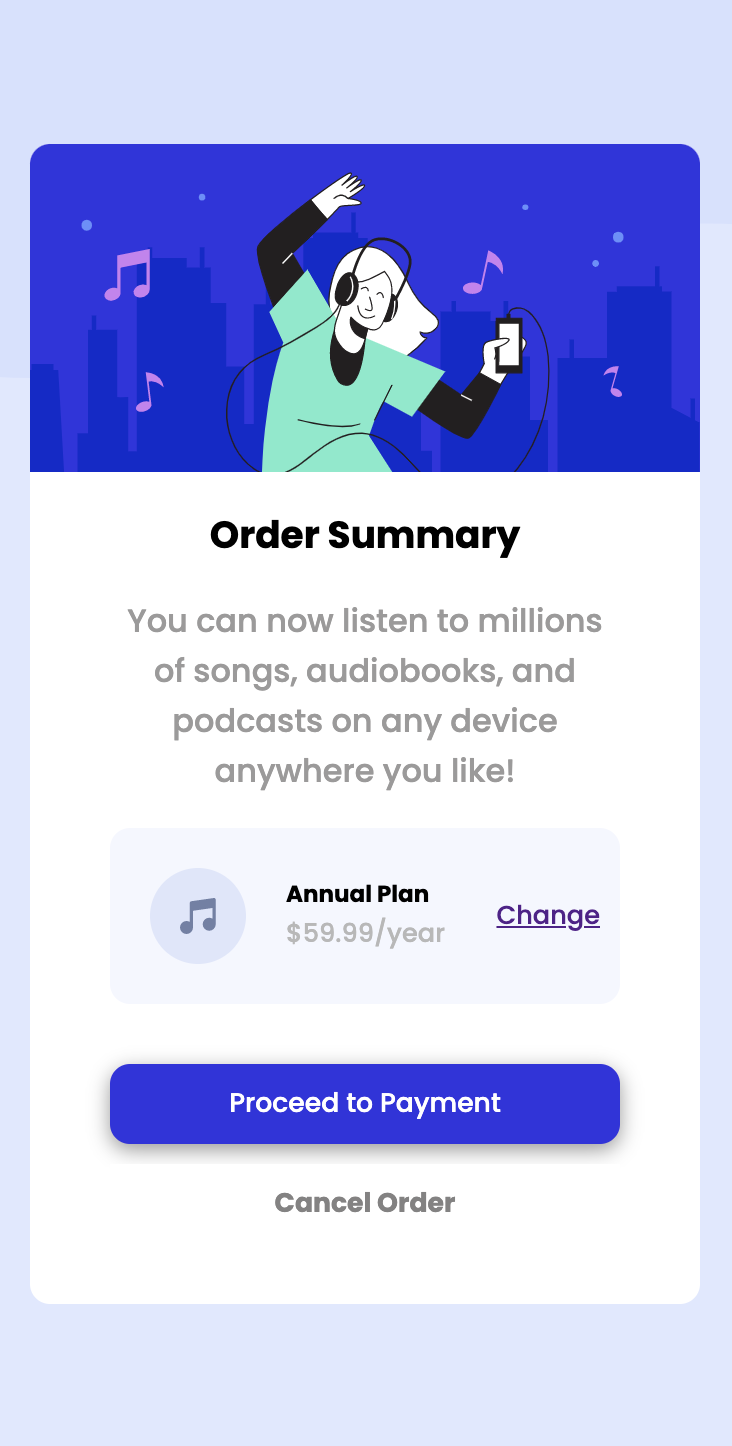 Order Summary
You can now listen to millions
of songs, audiobooks, and
podcasts on any device
anywhere you like!
Annual Plan
$59.99/year
Change
Proceed to Payment
Cancel Order